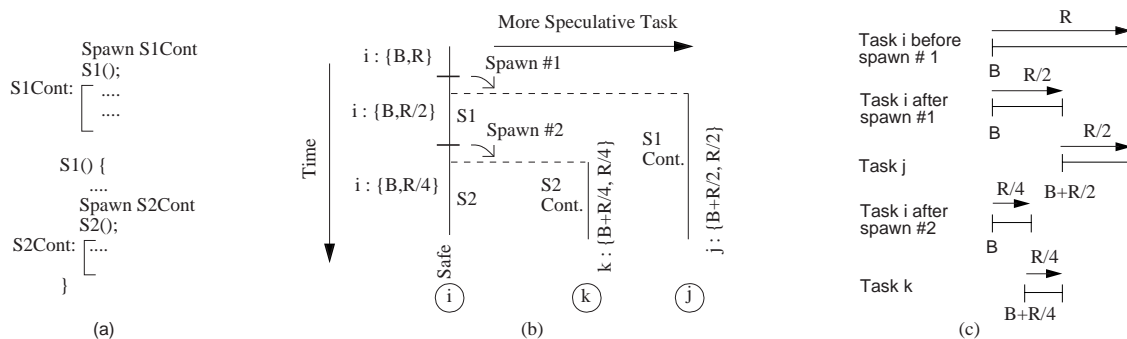 Spawn S1Cont
S1();
S1Cont:
....
....
S1() {
....
Spawn S2Cont
S2();
S2Cont:
....
}
(a)
More Speculative Task
Time
i : {B,R}
Spawn #1
i : {B,R/2}
S1
Spawn #2
i : {B,R/4}
S2
S2
Cont.
k : {B+R/4, R/4}
S1
Cont.
j : {B+R/2, R/2}
Safe
i
k
j
(b)
R
Task i before
spawn # 1
B
R/2
Task i after
spawn #1
B
R/2
Task j
B+R/2
R/4
Task i after
spawn #2
B
R/4
Task k
B+R/4
(c)